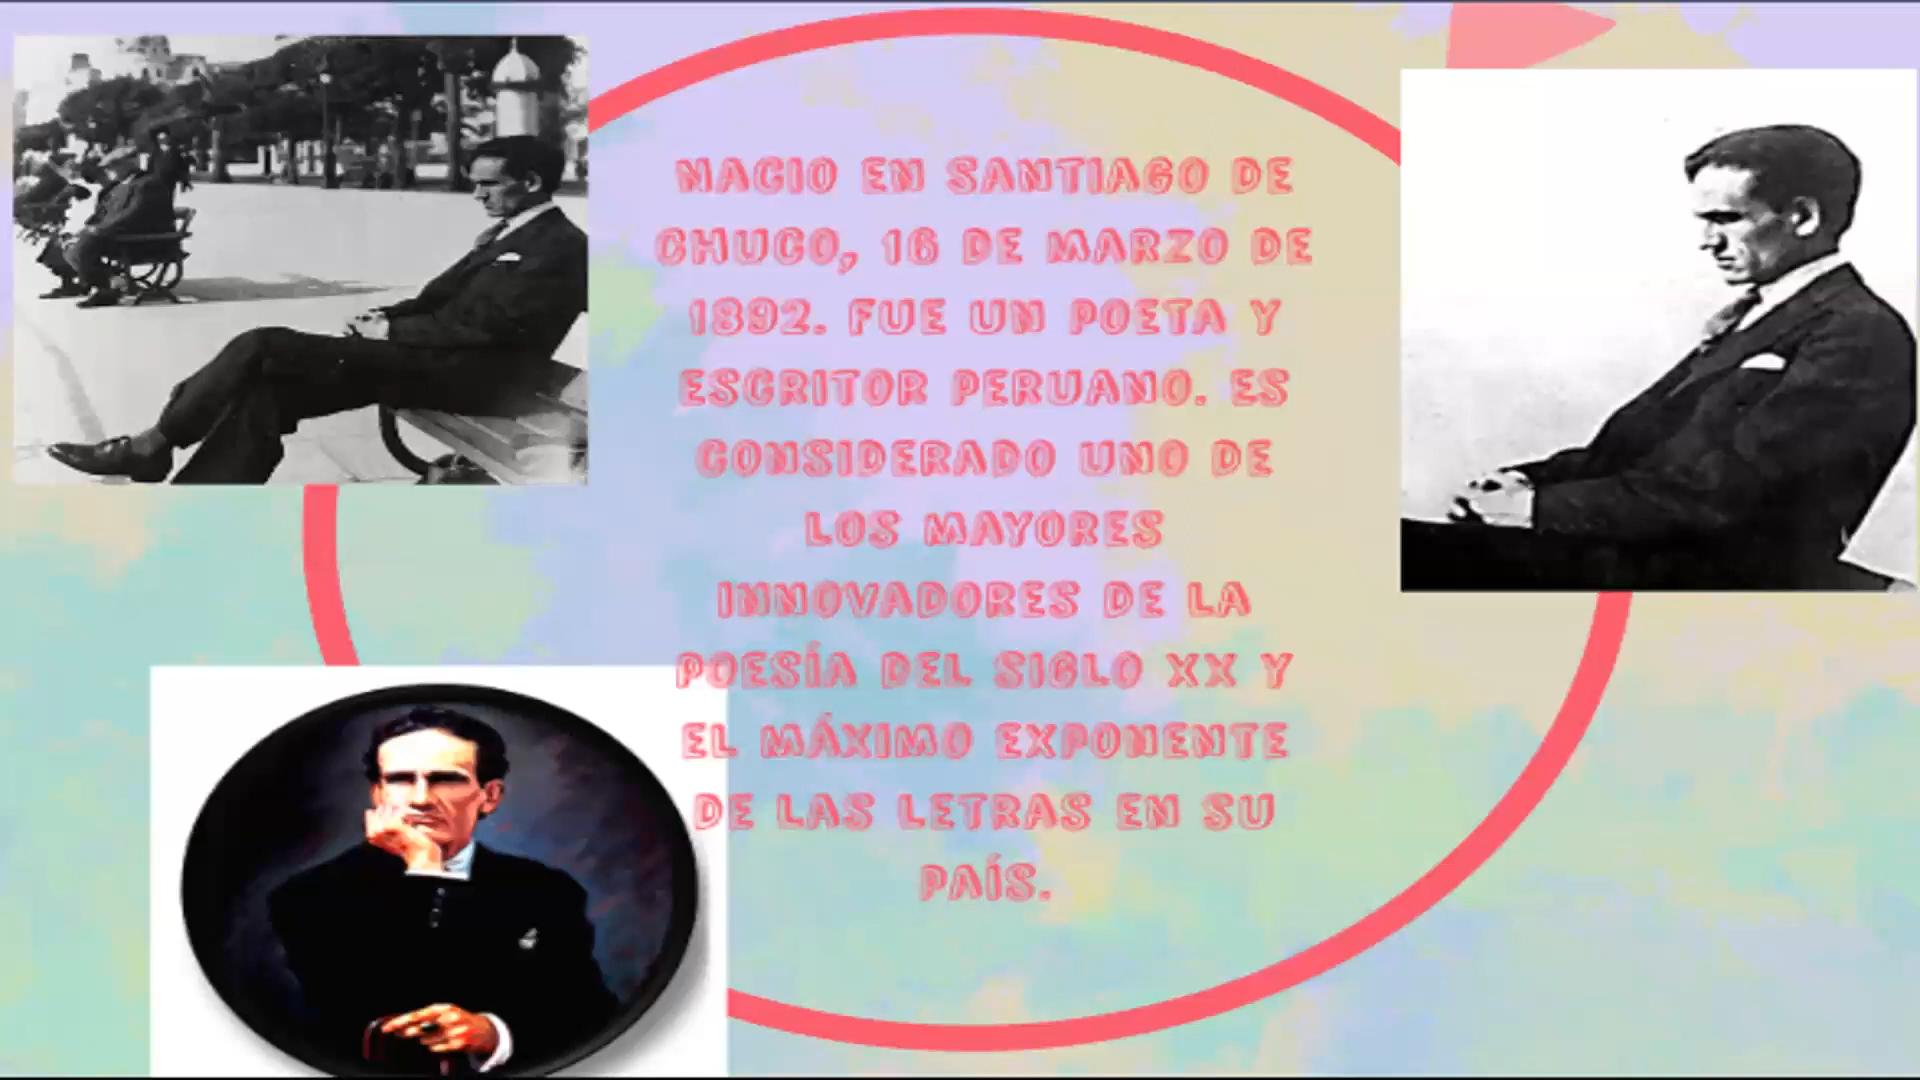 NACIO EN SANTIAGO DE
CHUCO, 16 DE MARZO DE
1892. FUE UN POETA Y
ESCRITOR PERUANO. ES
CONSIDERADO UNO DE
LOS MAYORES
INNOVADORES DE LA
POESÍA DEL SIGLO XX Y
EL MÁXIMO EXPONENTE
DE LAS LETRAS EN SU
PAÍS.